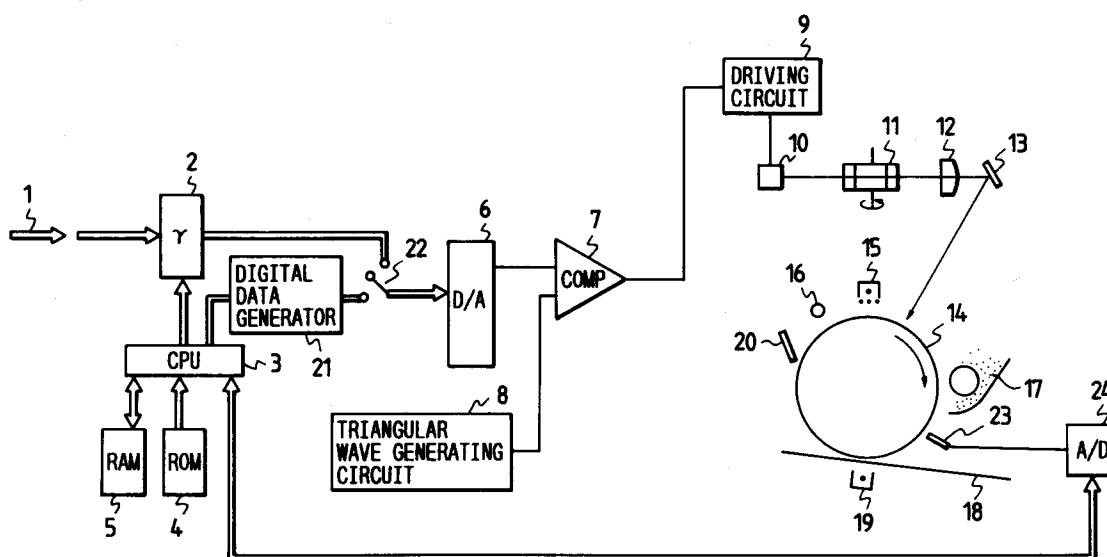 9
DRIVING
CIRCUIT
10
11
12
13
1
2
γ
22
6
D/A
7
COMP
DIGITAL
DATA
GENERATOR
21
CPU
3
RAM
5
ROM
4
8
TRIANGULAR
WAVE GENERATING
CIRCUIT
15
16
14
20
17
23
24
A/D
19
18